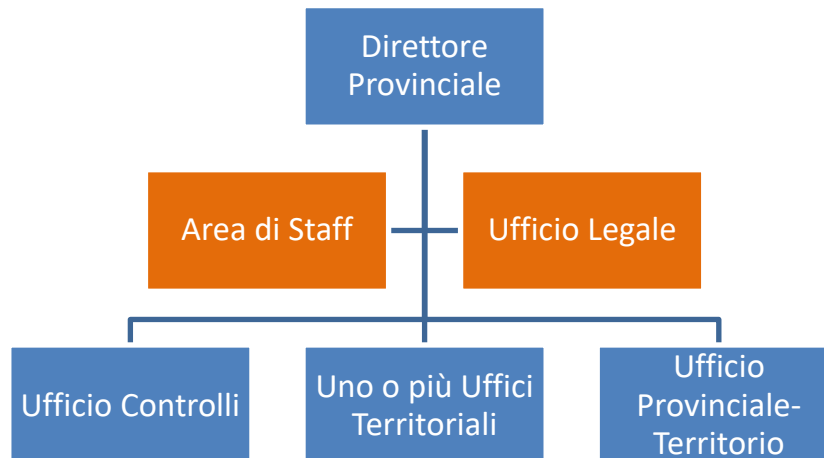 Direttore
Provinciale
Area di Staff
Ufficio Legale
Ufficio Controlli
Uno o più Uffici
Territoriali
Ufficio
Provinciale-
Territorio